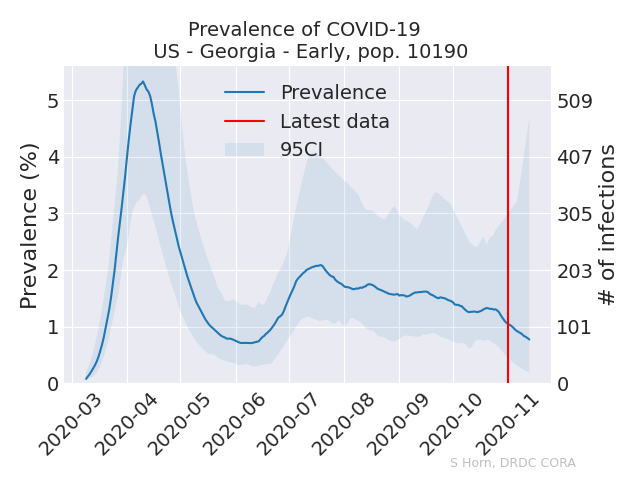 Prevalence of COVID-19
US - Georgia - Early, pop. 10190
Prevalence
Latest data
95CI
Prevalence (%)
5
4
3
2
1
0
# of infections
509
407
305
203
101
0
2020-03
2020-04
2020-05
2020-06
2020-07
2020-08
2020-09
2020-10
2020-11
S Horn, DRDC CORA